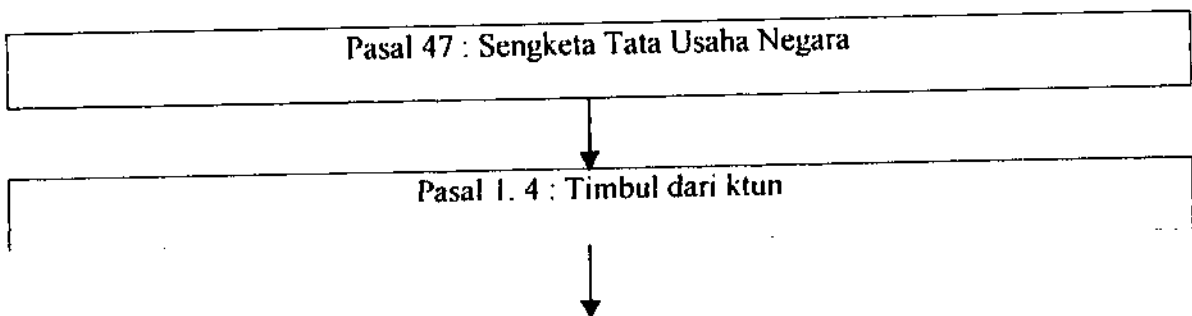 Pasal 47 : Sengketa Tata Usaha Negara
Pasal 1. 4 : Timbul dari ktun